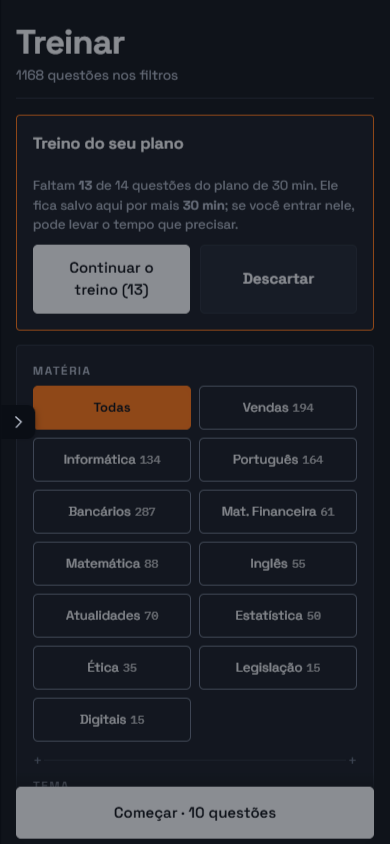 Treinar
1168 questões nos filtros
Treino do seu plano
Faltam 13 de 14 questões do plano de 30 min. Ele
fica salvo aqui por mais 30 min; se você entrar nele,
pode levar o tempo que precisar.
Continuar o
treino (13)
Descartar
MATÉRIA
Todas
Vendas 194
Informática 134
Português 164
Bancários 287
Mat. Financeira 61
Matemática 88
Inglês 55
Atualidades 70
Estatística 50
Ética 35
Legislação 15
Digitais 15
TEMA
Começar · 10 questões